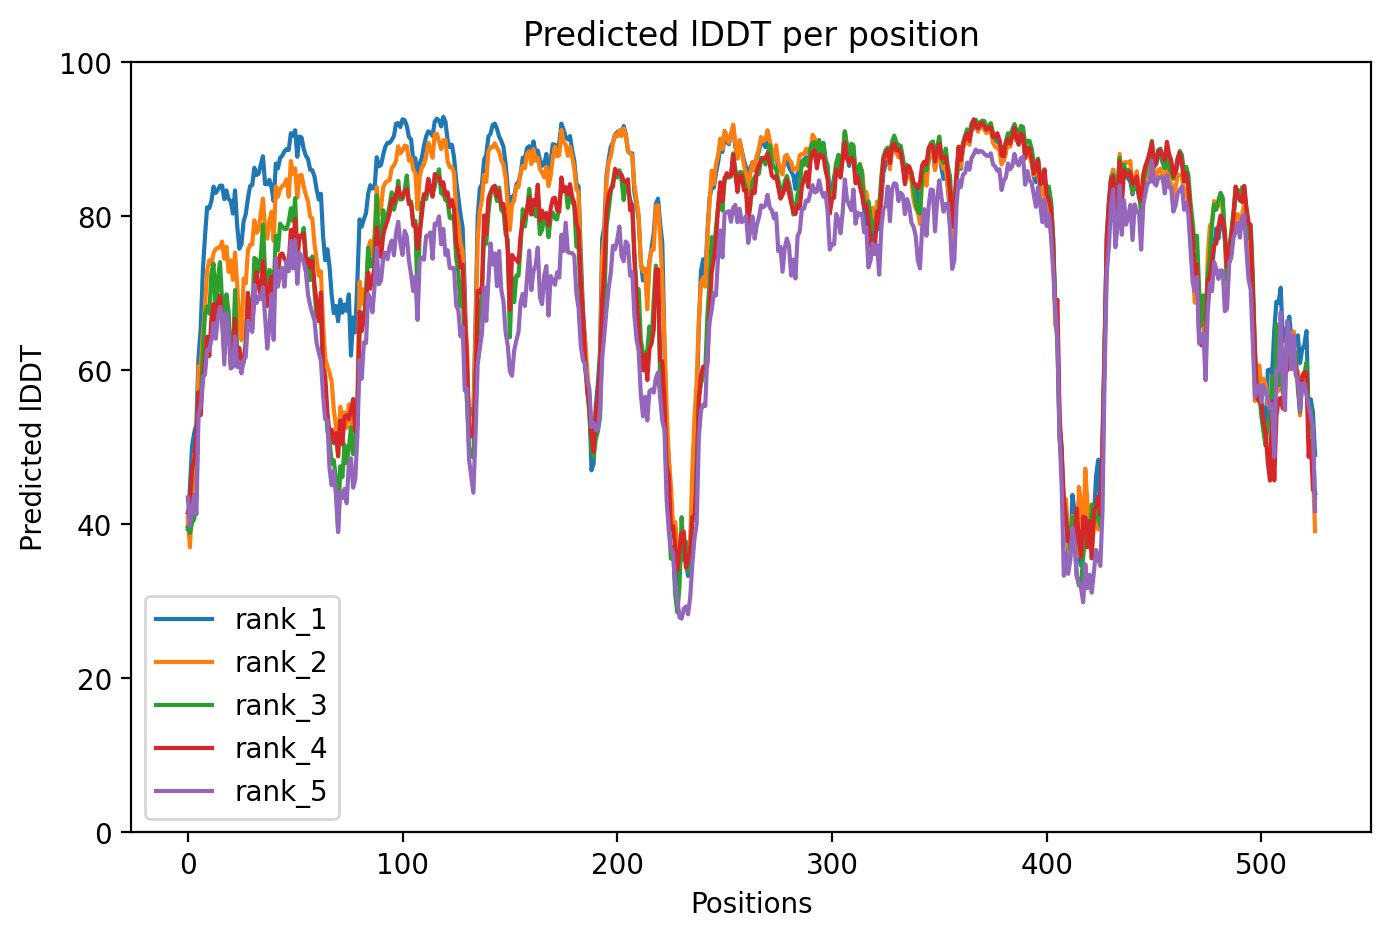 Predicted lDDT per position
100
80
60
40
20
0
Predicted lDDT
rank_1
rank_2
rank_3
rank_4
rank_5
0 100 200 300 400 500
Positions